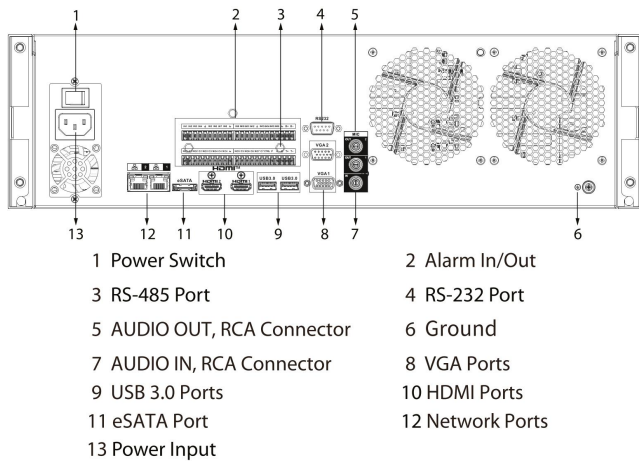 1 2 3 4 5
RS232
MIC
VGA 2
HDMI
eSATA
HDMI 2 HDMI 1
USB3.0 USB3.0
VGA 1
13 12 11 10 9 8 7 6
1 Power Switch 2 Alarm In/Out
3 RS-485 Port 4 RS-232 Port
5 AUDIO OUT, RCA Connector 6 Ground
7 AUDIO IN, RCA Connector 8 VGA Ports
9 USB 3.0 Ports 10 HDMI Ports
11 eSATA Port 12 Network Ports
13 Power Input